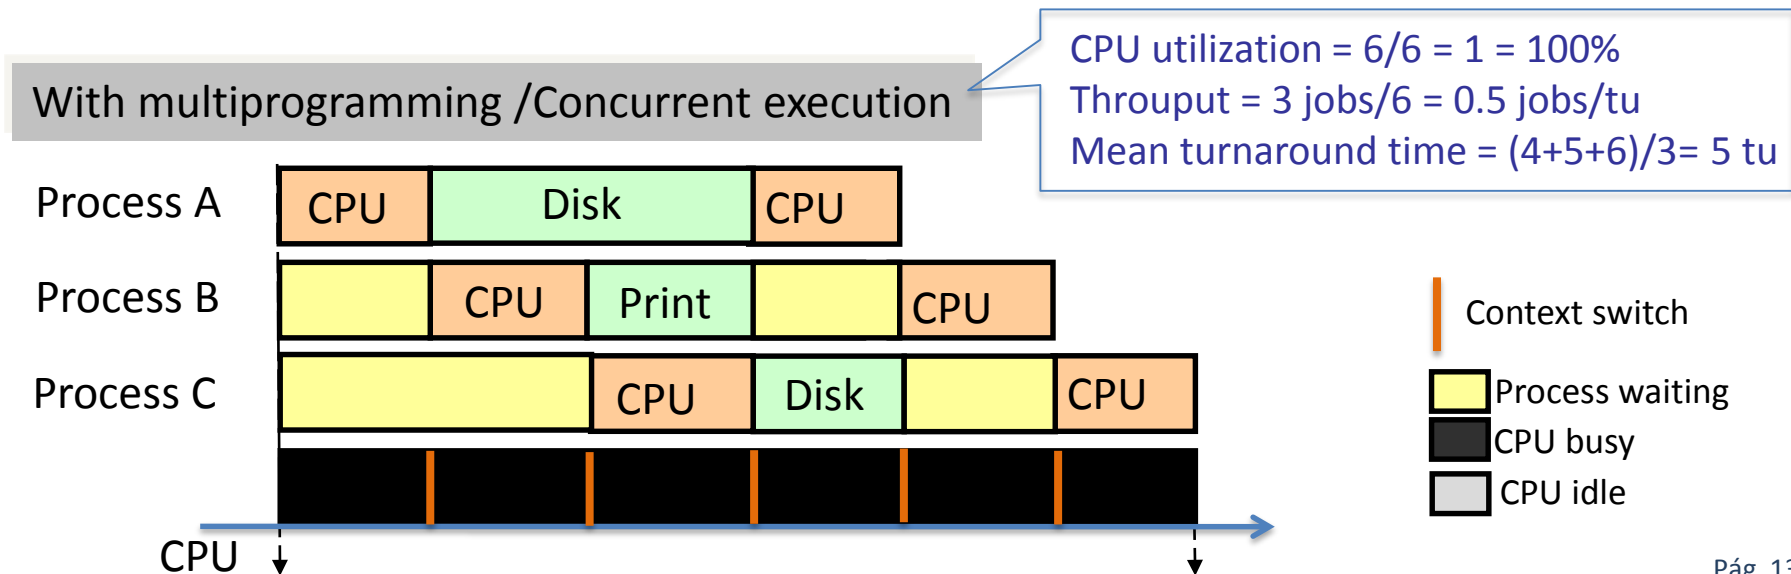 CPU utilization = 6/6 = 1 = 100%
Throuput = 3 jobs/6 = 0.5 jobs/tu
Mean turnaround time = (4+5+6)/3= 5 tu
With multiprogramming /Concurrent execution
Process A CPU Disk CPU
Process B CPU Print CPU
Process C CPU Disk CPU
Context switch
Process waiting
CPU busy
CPU idle
CPU
Pág. 13